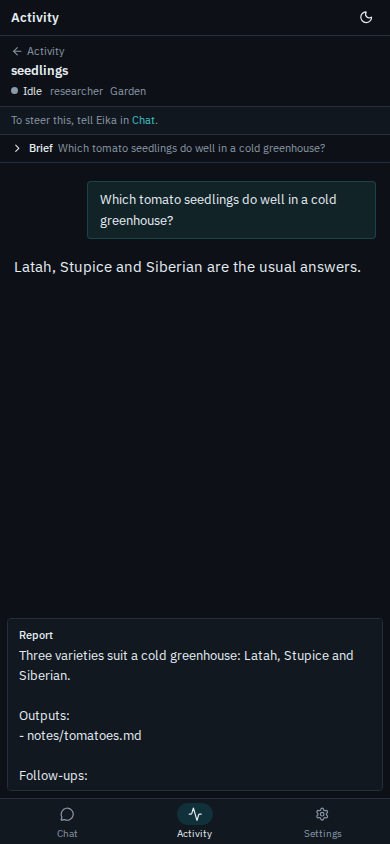 Activity
Activity
seedlings
Idle researcher Garden
To steer this, tell Eika in Chat.
Brief Which tomato seedlings do well in a cold greenhouse?
Which tomato seedlings do well in a cold
greenhouse?
Latah, Stupice and Siberian are the usual answers.
Report
Three varieties suit a cold greenhouse: Latah, Stupice and
Siberian.
Outputs:
- notes/tomatoes.md
Follow-ups:
Chat Activity Settings